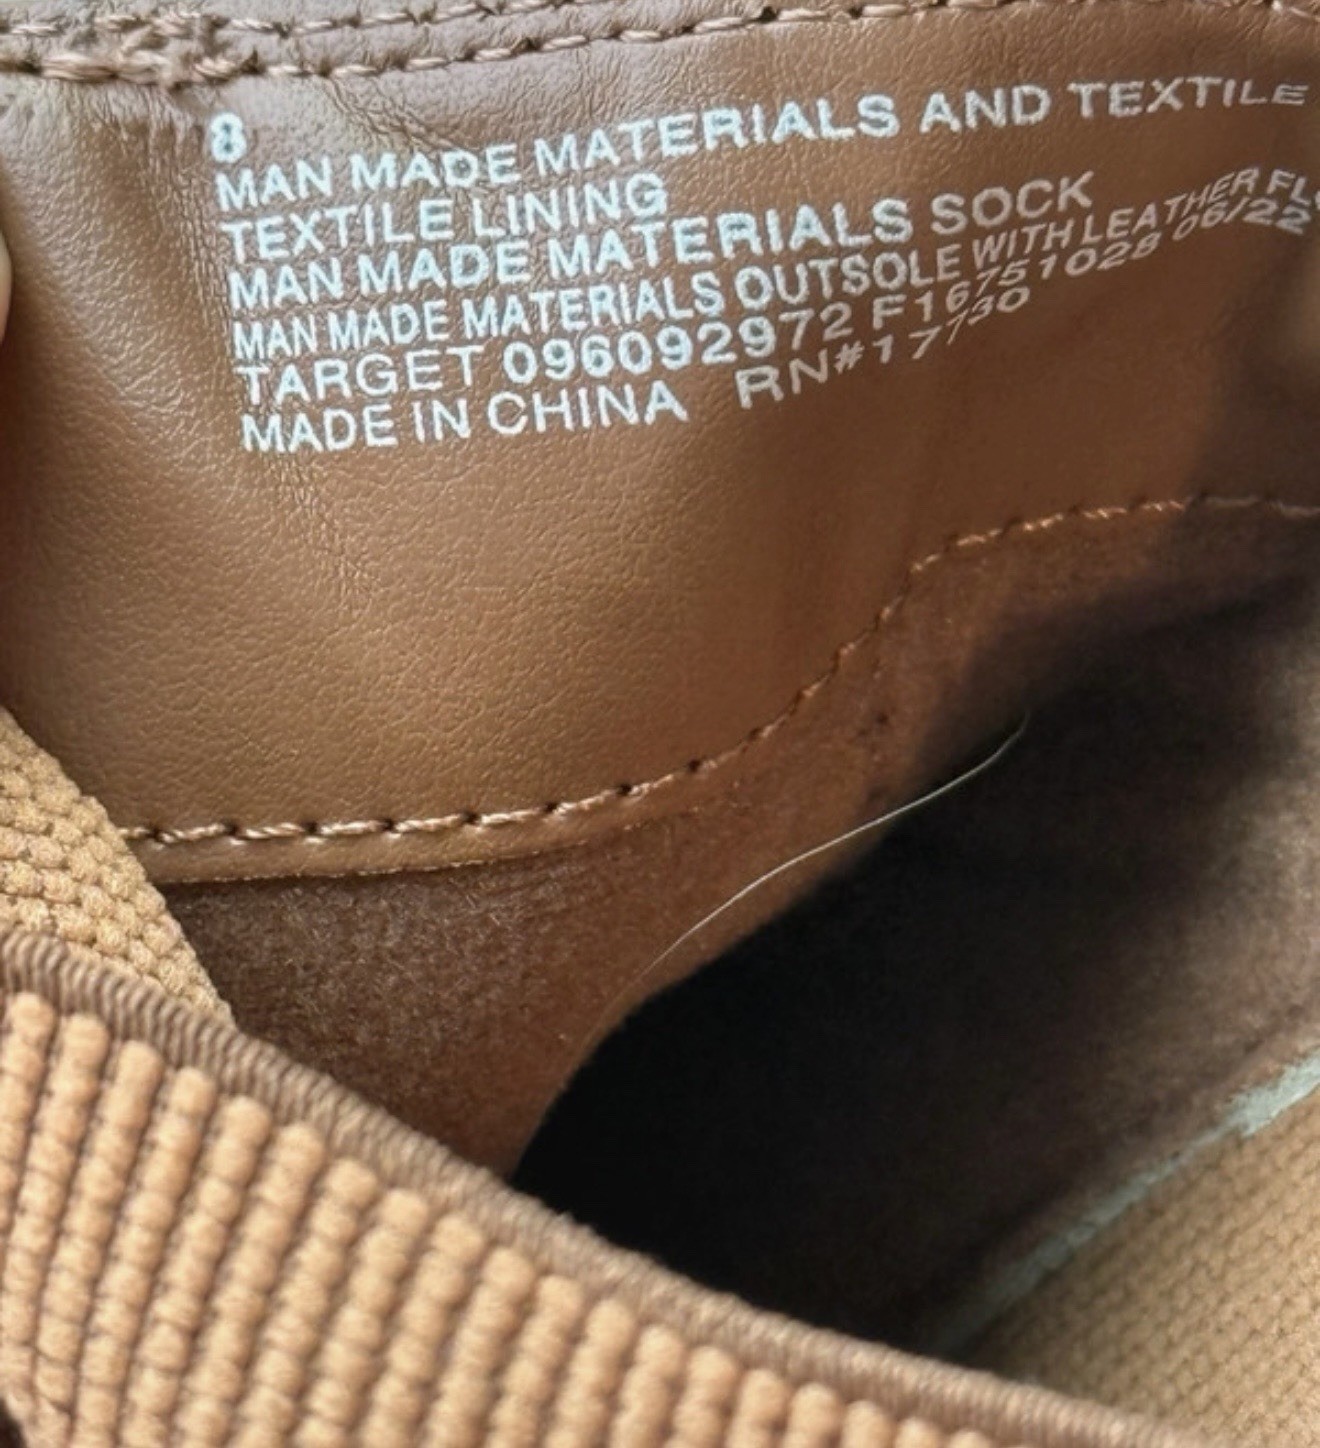 8
MAN MADE MATERIALS AND TEXTILE
TEXTILE LINING
MAN MADE MATERIALS SOCK
MAN MADE MATERIALS OUTSOLE WITH LEATHER
TARGET 096092972 F16751028 06/22
MADE IN CHINA RN#17730